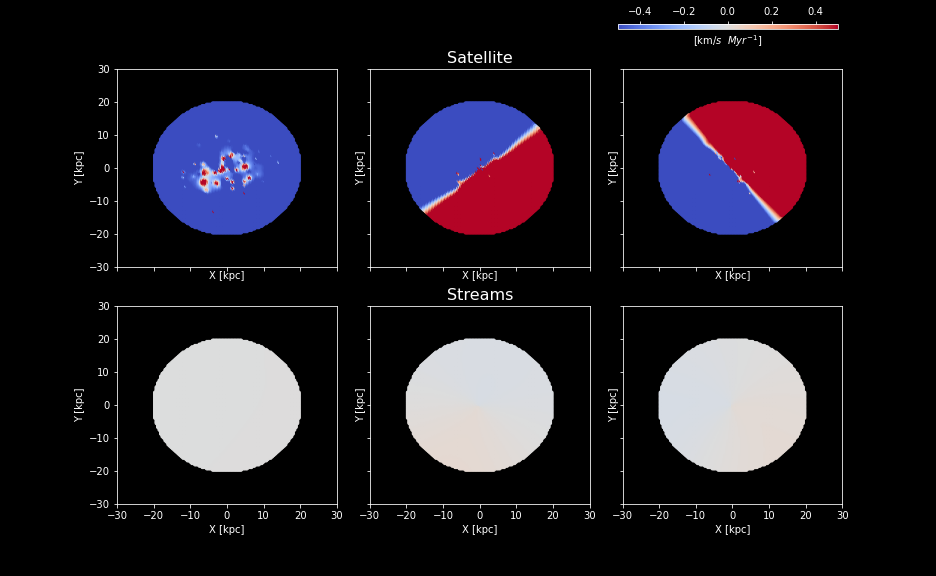 −0.4 −0.2 0.0 0.2 0.4
[km/s Myr⁻¹]
Satellite
30
20
10
0
−10
−20
−30
Y [kpc]
Y [kpc]
Y [kpc]
X [kpc] X [kpc] X [kpc]
Streams
30
20
10
0
−10
−20
−30
Y [kpc]
Y [kpc]
Y [kpc]
−30 −20 −10 0 10 20 30 −30 −20 −10 0 10 20 30 −30 −20 −10 0 10 20 30
X [kpc] X [kpc] X [kpc]